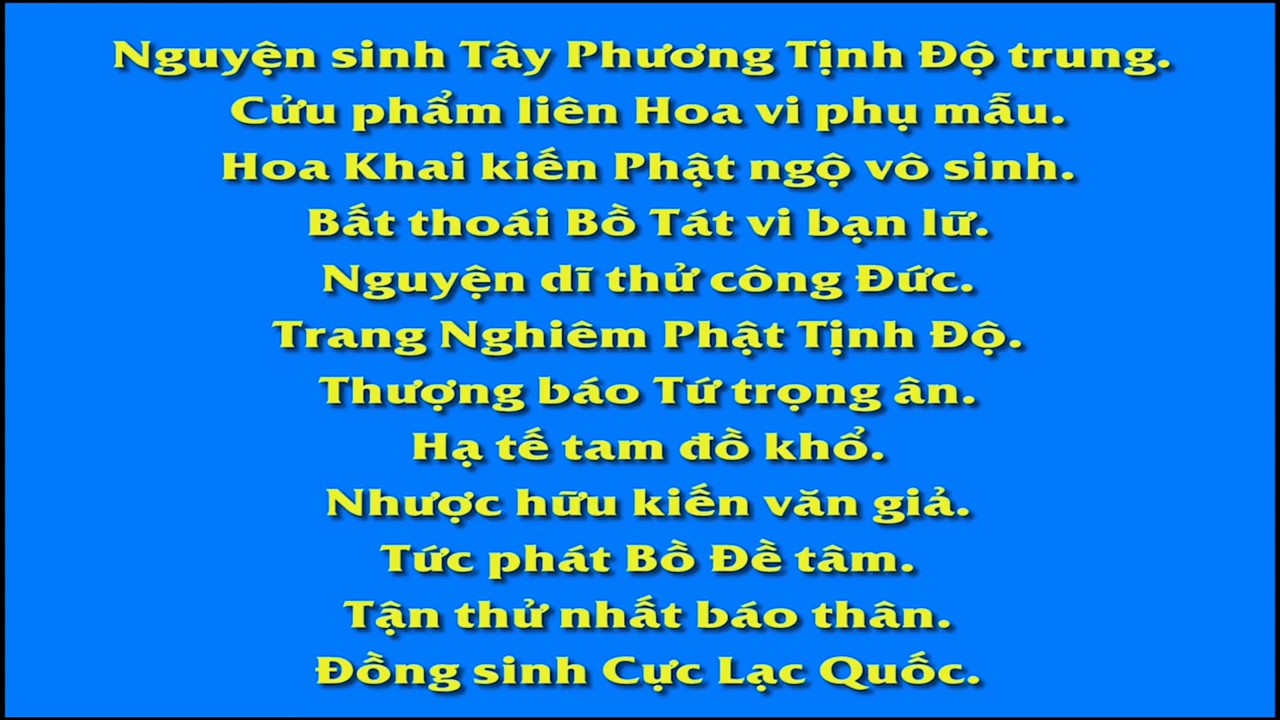 Nguyện sinh Tây Phương Tịnh Độ trung.
Cửu phẩm liên Hoa vi phụ mẫu.
Hoa Khai kiến Phật ngộ vô sinh.
Bất thoái Bồ Tát vi bạn lữ.
Nguyện dĩ thử công Đức.
Trang Nghiêm Phật Tịnh Độ.
Thượng báo Tứ trọng ân.
Hạ tế tam đồ khổ.
Nhược hữu kiến văn giả.
Tức phát Bồ Đề tâm.
Tận thử nhất báo thân.
Đồng sinh Cực Lạc Quốc.